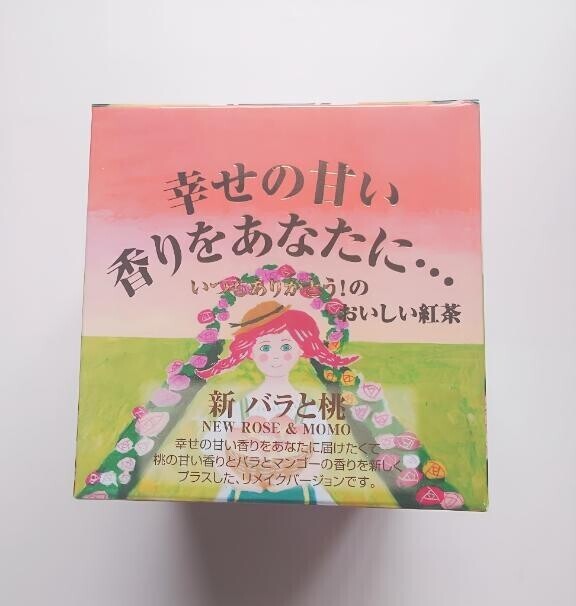 幸せの甘い
香りをあなたに…
いつもありがとう!の
おいしい紅茶
新 バラと桃
NEW ROSE & MOMO
幸せの甘い香りをあなたに届けたくて
桃の甘い香りとバラとマンゴーの香りを新しく
プラスした、リメイクバージョンです。